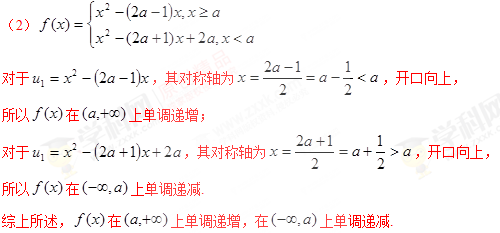 (2) f(x) = { x² − (2a − 1)x, x ≥ a
x² − (2a + 1)x + 2a, x < a
对于 u₁ = x² − (2a − 1)x，其对称轴为 x = (2a − 1)/2 = a − 1/2 < a，开口向上，
所以 f(x) 在 (a,+∞) 上单调递增；
对于 u₁ = x² − (2a + 1)x + 2a，其对称轴为 x = (2a + 1)/2 = a + 1/2 > a，开口向上，
所以 f(x) 在 (−∞,a) 上单调递减.
综上所述，f(x) 在 (a,+∞) 上单调递增，在 (−∞,a) 上单调递减.